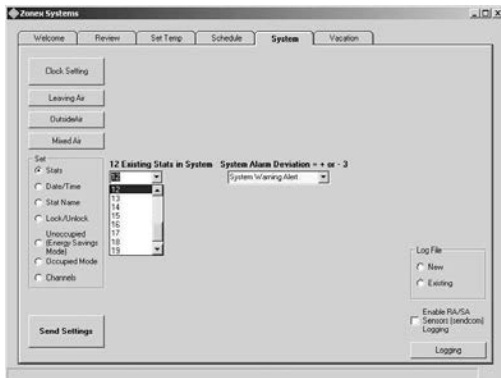 Zonex Systems
Welcome
Review
Set Temp
Schedule
System
Vacation
Clock Setting
Leaving Air
OutsideAir
Mixed Air
Set
Stats
Date/Time
Stat Name
Lock/Unlock
Unoccupied
(Energy Savings
Mode)
Occupied Mode
Channels
12 Existing Stats in System
System Alarm Deviation = + or - 3
12
System Warning Alert
12
13
14
15
16
17
18
19
Log File
New
Existing
Enable RA/SA
Sensors (sendcom)
Logging
Send Settings
Logging